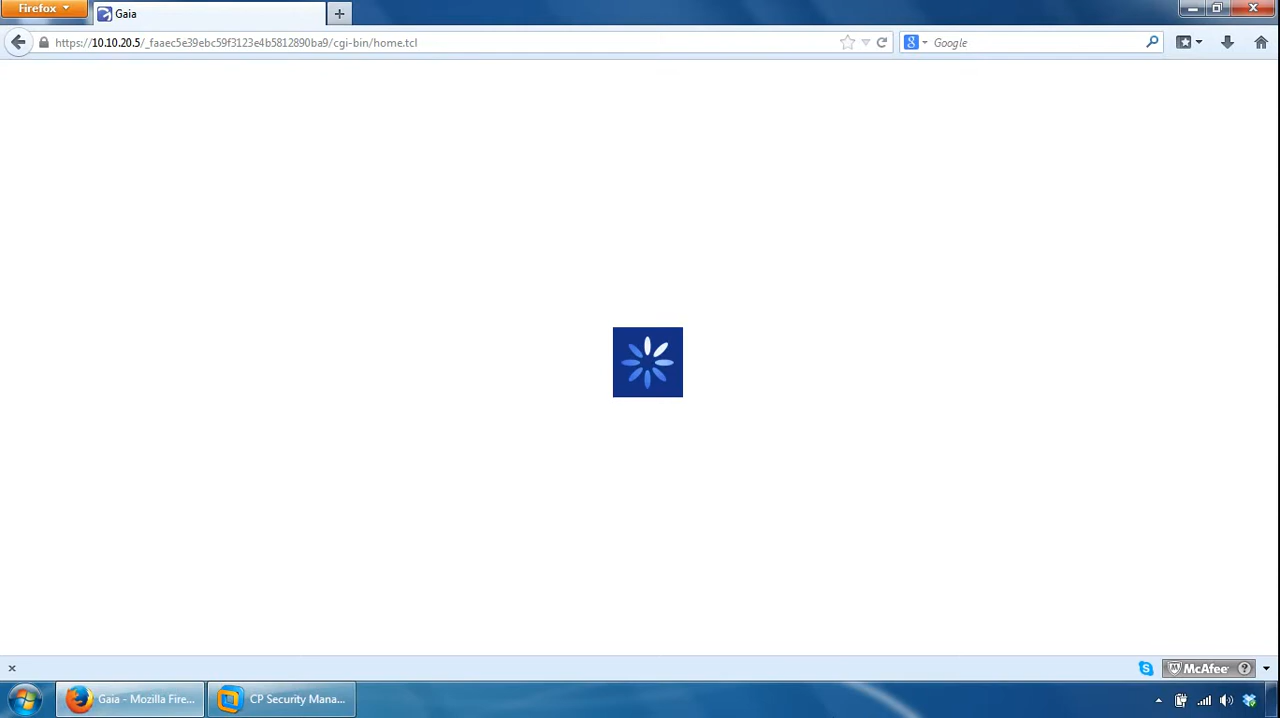 Firefox
Gaia
https://10.10.20.5/_faaec5e39ebc59f3123e4b5812890ba9/cgi-bin/home.tcl
Google
McAfee
Gaia - Mozilla Fire...
CP Security Mana...